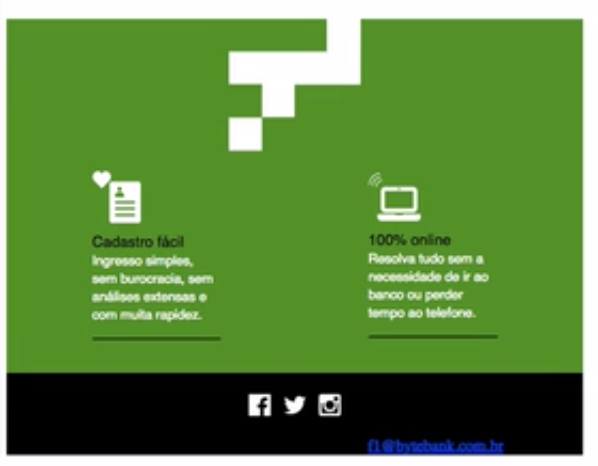 Cadastro fácil
Ingresso simples,
sem burocracia, sem
análises extensas e
com muita rapidez.
100% online
Resolva tudo sem a
necessidade de ir ao
banco ou perder
tempo ao telefone.
f1@bytebank.com.br